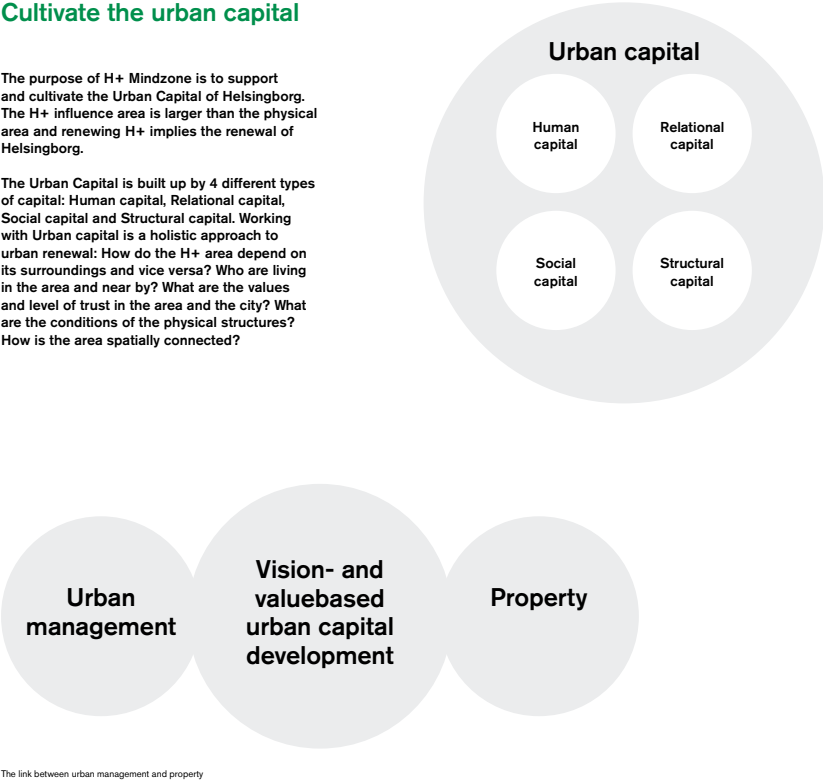 Cultivate the urban capital
The purpose of H+ Mindzone is to support
and cultivate the Urban Capital of Helsingborg.
The H+ influence area is larger than the physical
area and renewing H+ implies the renewal of
Helsingborg.
The Urban Capital is built up by 4 different types
of capital: Human capital, Relational capital,
Social capital and Structural capital. Working
with Urban capital is a holistic approach to
urban renewal: How do the H+ area depend on
its surroundings and vice versa? Who are living
in the area and near by? What are the values
and level of trust in the area and the city? What
are the conditions of the physical structures?
How is the area spatially connected?
Urban capital
Human
capital
Relational
capital
Social
capital
Structural
capital
Urban
management
Vision- and
valuebased
urban capital
development
Property
The link between urban management and property